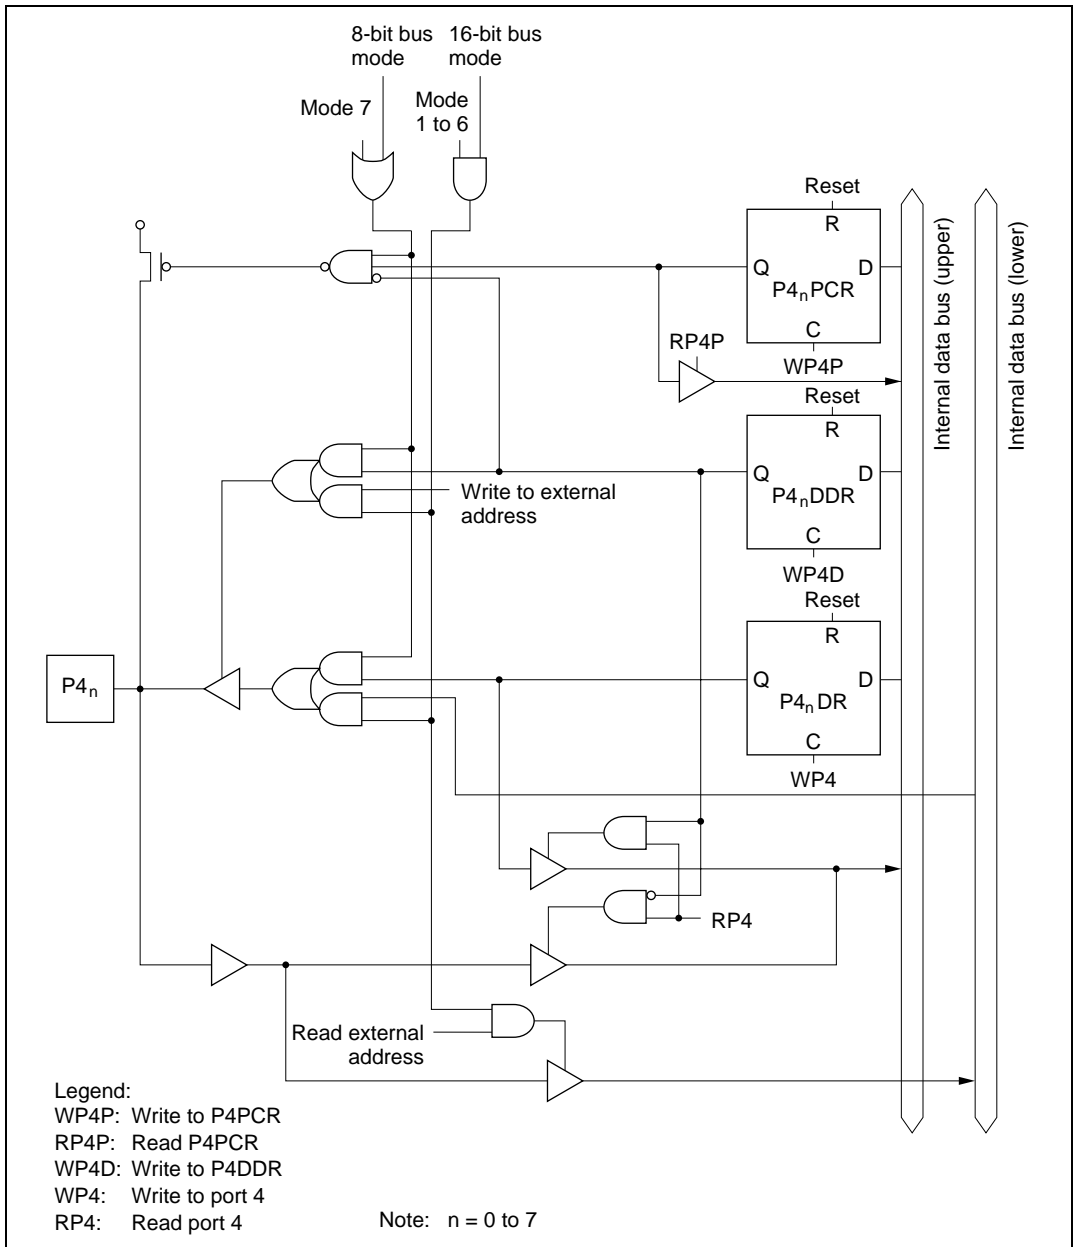 8-bit bus
mode
16-bit bus
mode
Mode 7
Mode
1 to 6
Reset
R
Q
D
P4nPCR
C
WP4P
RP4P
Reset
R
Q
D
P4nDDR
C
WP4D
Write to external
address
Reset
R
Q
D
P4nDR
C
WP4
P4n
RP4
Read external
address
Internal data bus (upper)
Internal data bus (lower)
Legend:
WP4P: Write to P4PCR
RP4P: Read P4PCR
WP4D: Write to P4DDR
WP4: Write to port 4
RP4: Read port 4
Note: n = 0 to 7